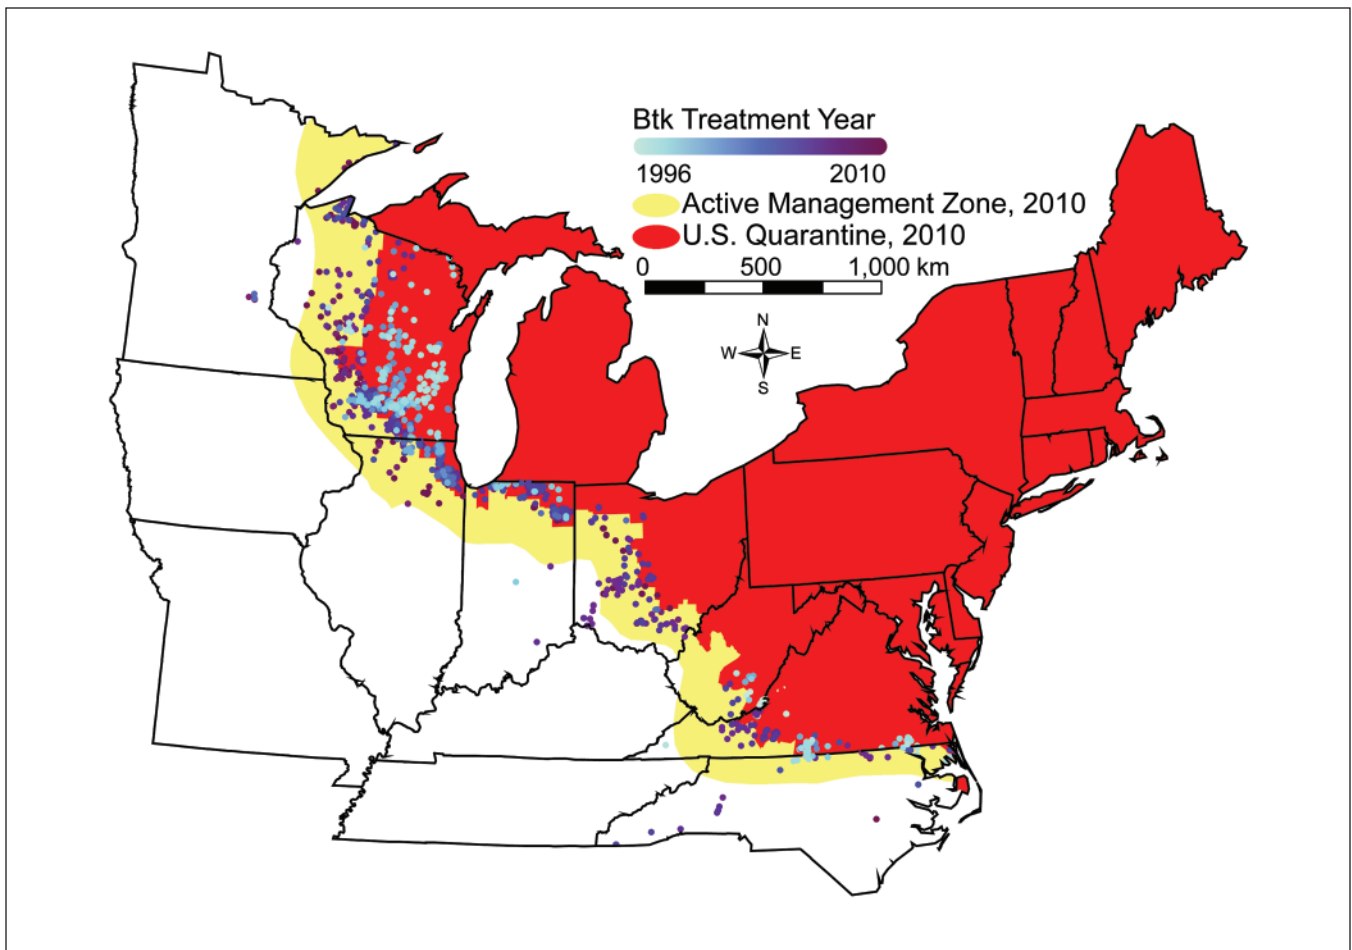 Btk Treatment Year
1996 2010
Active Management Zone, 2010
U.S. Quarantine, 2010
0 500 1,000 km
N
W E
S